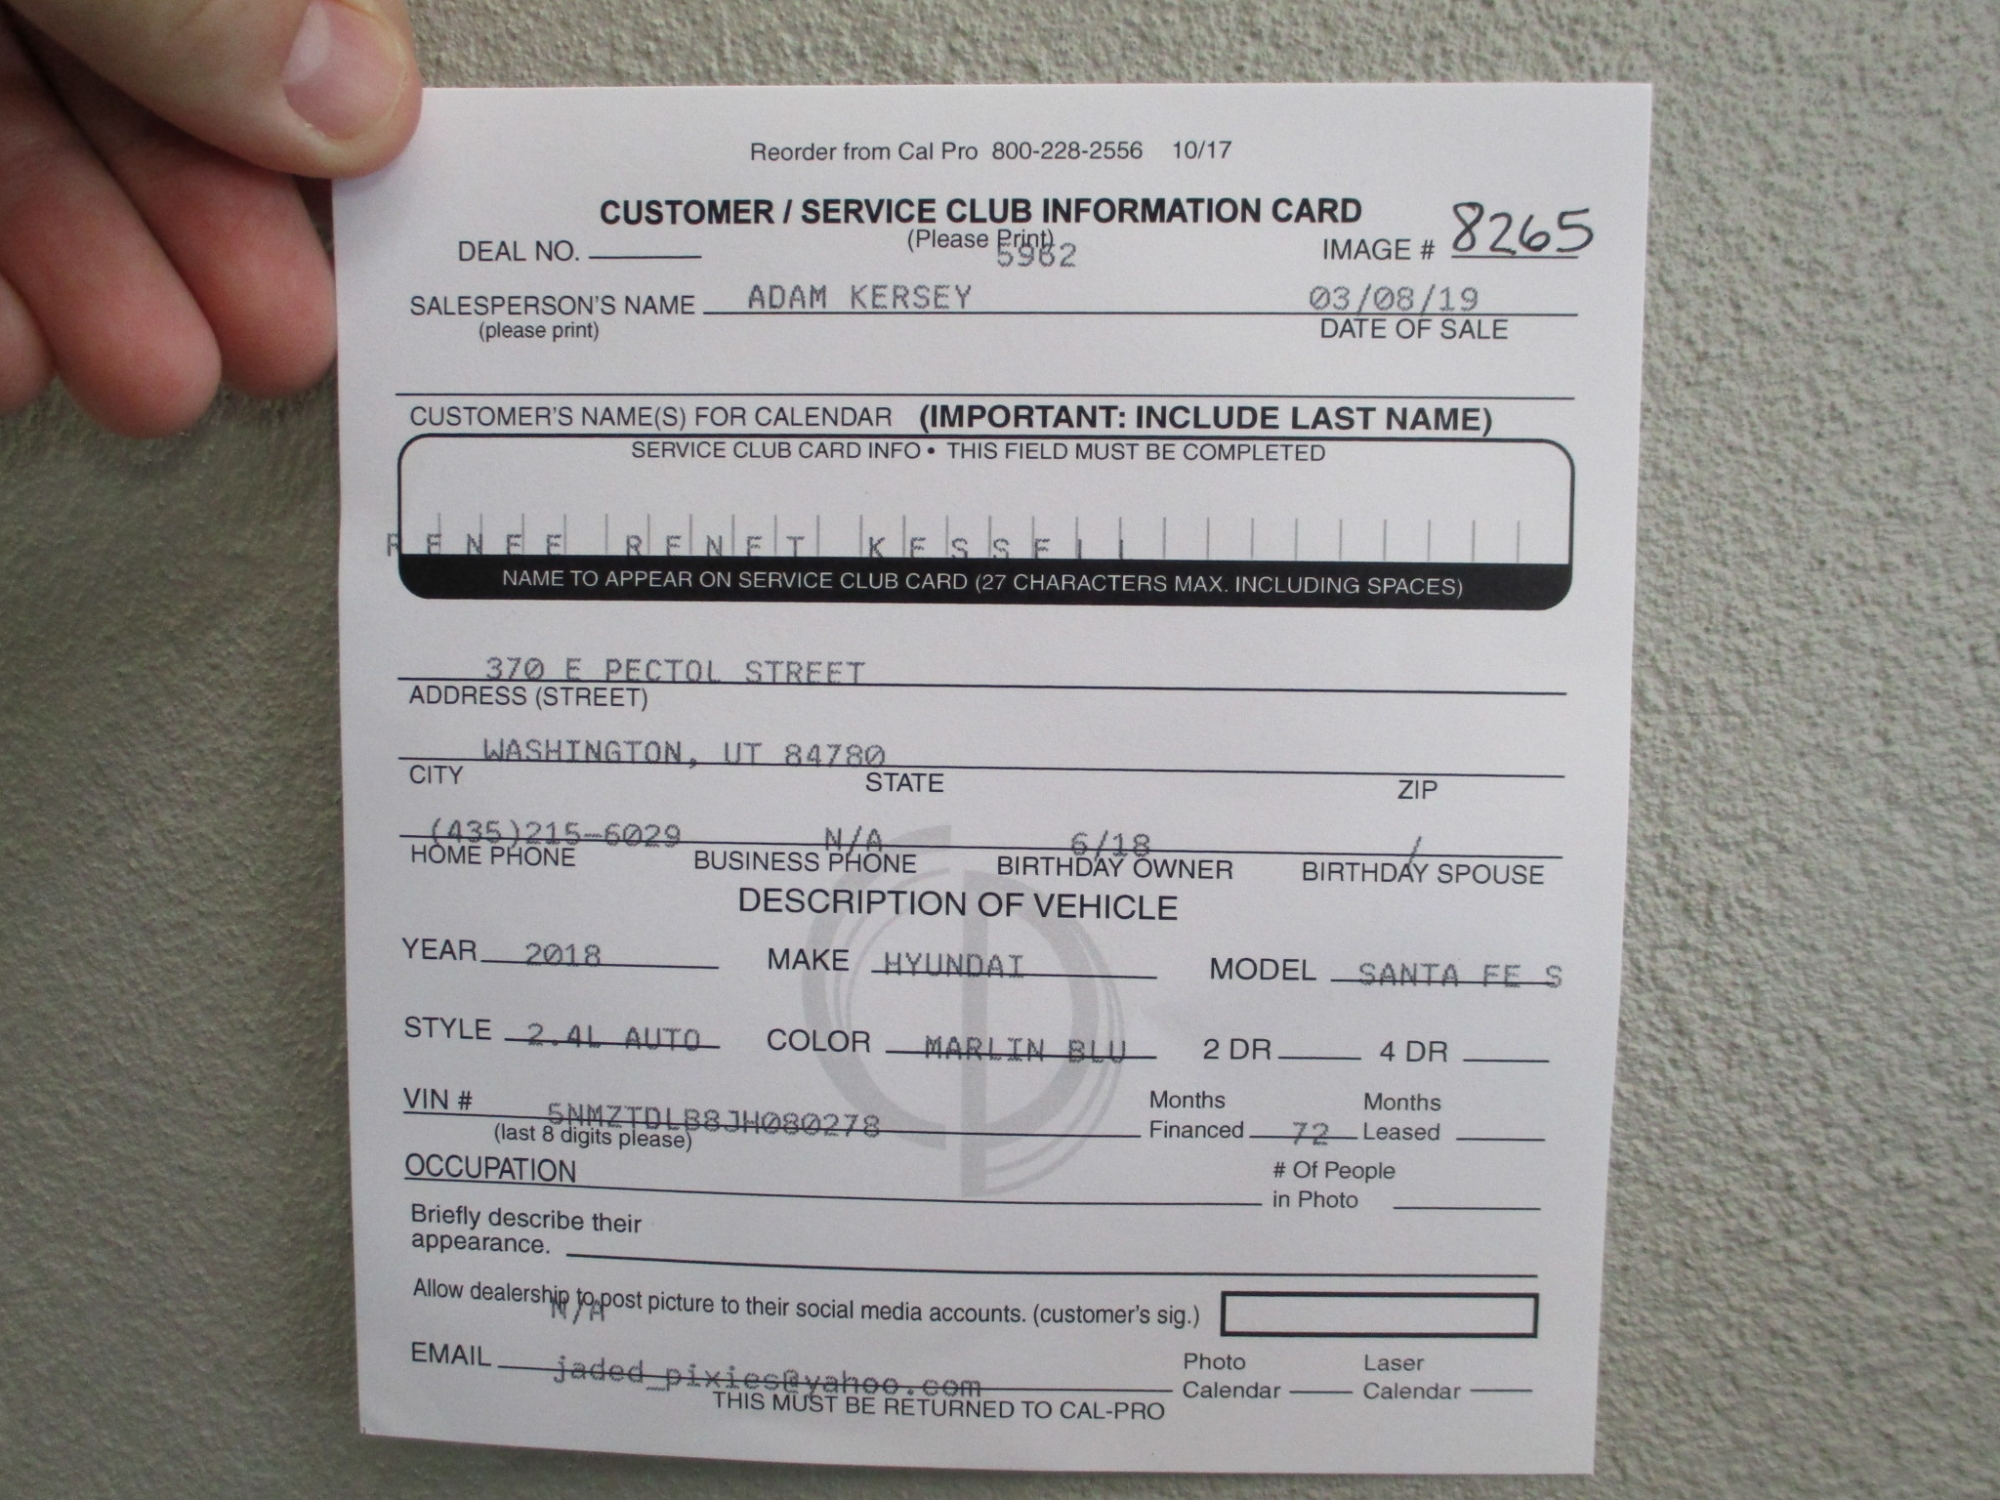 Reorder from Cal Pro 800-228-2556 10/17
CUSTOMER / SERVICE CLUB INFORMATION CARD
(Please Print)
DEAL NO. 5962 IMAGE # 8265
SALESPERSON'S NAME ADAM KERSEY 03/08/19
(please print) DATE OF SALE
CUSTOMER'S NAME(S) FOR CALENDAR (IMPORTANT: INCLUDE LAST NAME)
SERVICE CLUB CARD INFO • THIS FIELD MUST BE COMPLETED
RENEE RENET KESSELL
NAME TO APPEAR ON SERVICE CLUB CARD (27 CHARACTERS MAX. INCLUDING SPACES)
370 E PECTOL STREET
ADDRESS (STREET)
WASHINGTON, UT 84780
CITY STATE ZIP
(435)215-6029 N/A 6/18 /
HOME PHONE BUSINESS PHONE BIRTHDAY OWNER BIRTHDAY SPOUSE
DESCRIPTION OF VEHICLE
YEAR 2018 MAKE HYUNDAI MODEL SANTA FE S
STYLE 2.4L AUTO COLOR MARLIN BLU 2 DR 4 DR
VIN # 5NMZTDLB8JH080278 Months Financed 72 Months Leased
(last 8 digits please)
OCCUPATION # Of People in Photo
Briefly describe their
appearance.
Allow dealership to post picture to their social media accounts. (customer's sig.)
N/A
EMAIL jaded_pixies@yahoo.com Photo Calendar Laser Calendar
THIS MUST BE RETURNED TO CAL-PRO